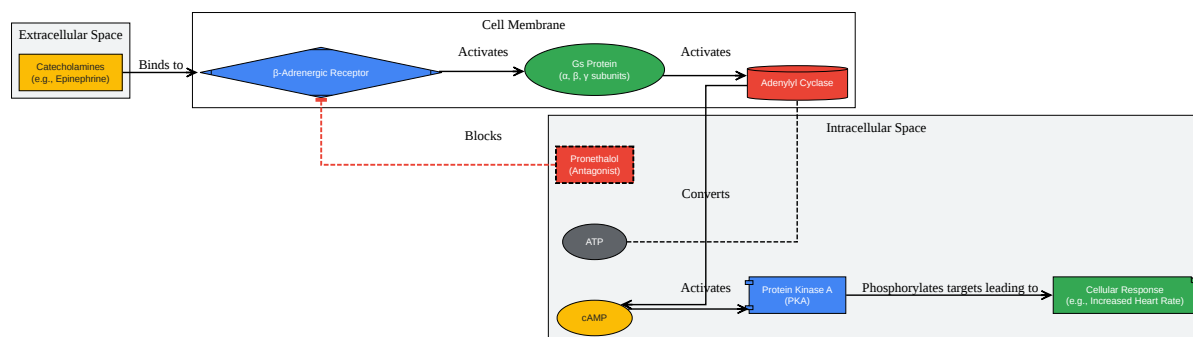 Extracellular Space
Catecholamines
(e.g., Epinephrine)
Binds to
Cell Membrane
β-Adrenergic Receptor
Activates
Gs Protein
(α, β, γ subunits)
Activates
Adenylyl Cyclase
Blocks
Intracellular Space
Pronethalol
(Antagonist)
Converts
ATP
cAMP
Activates
Protein Kinase A
(PKA)
Phosphorylates targets leading to
Cellular Response
(e.g., Increased Heart Rate)